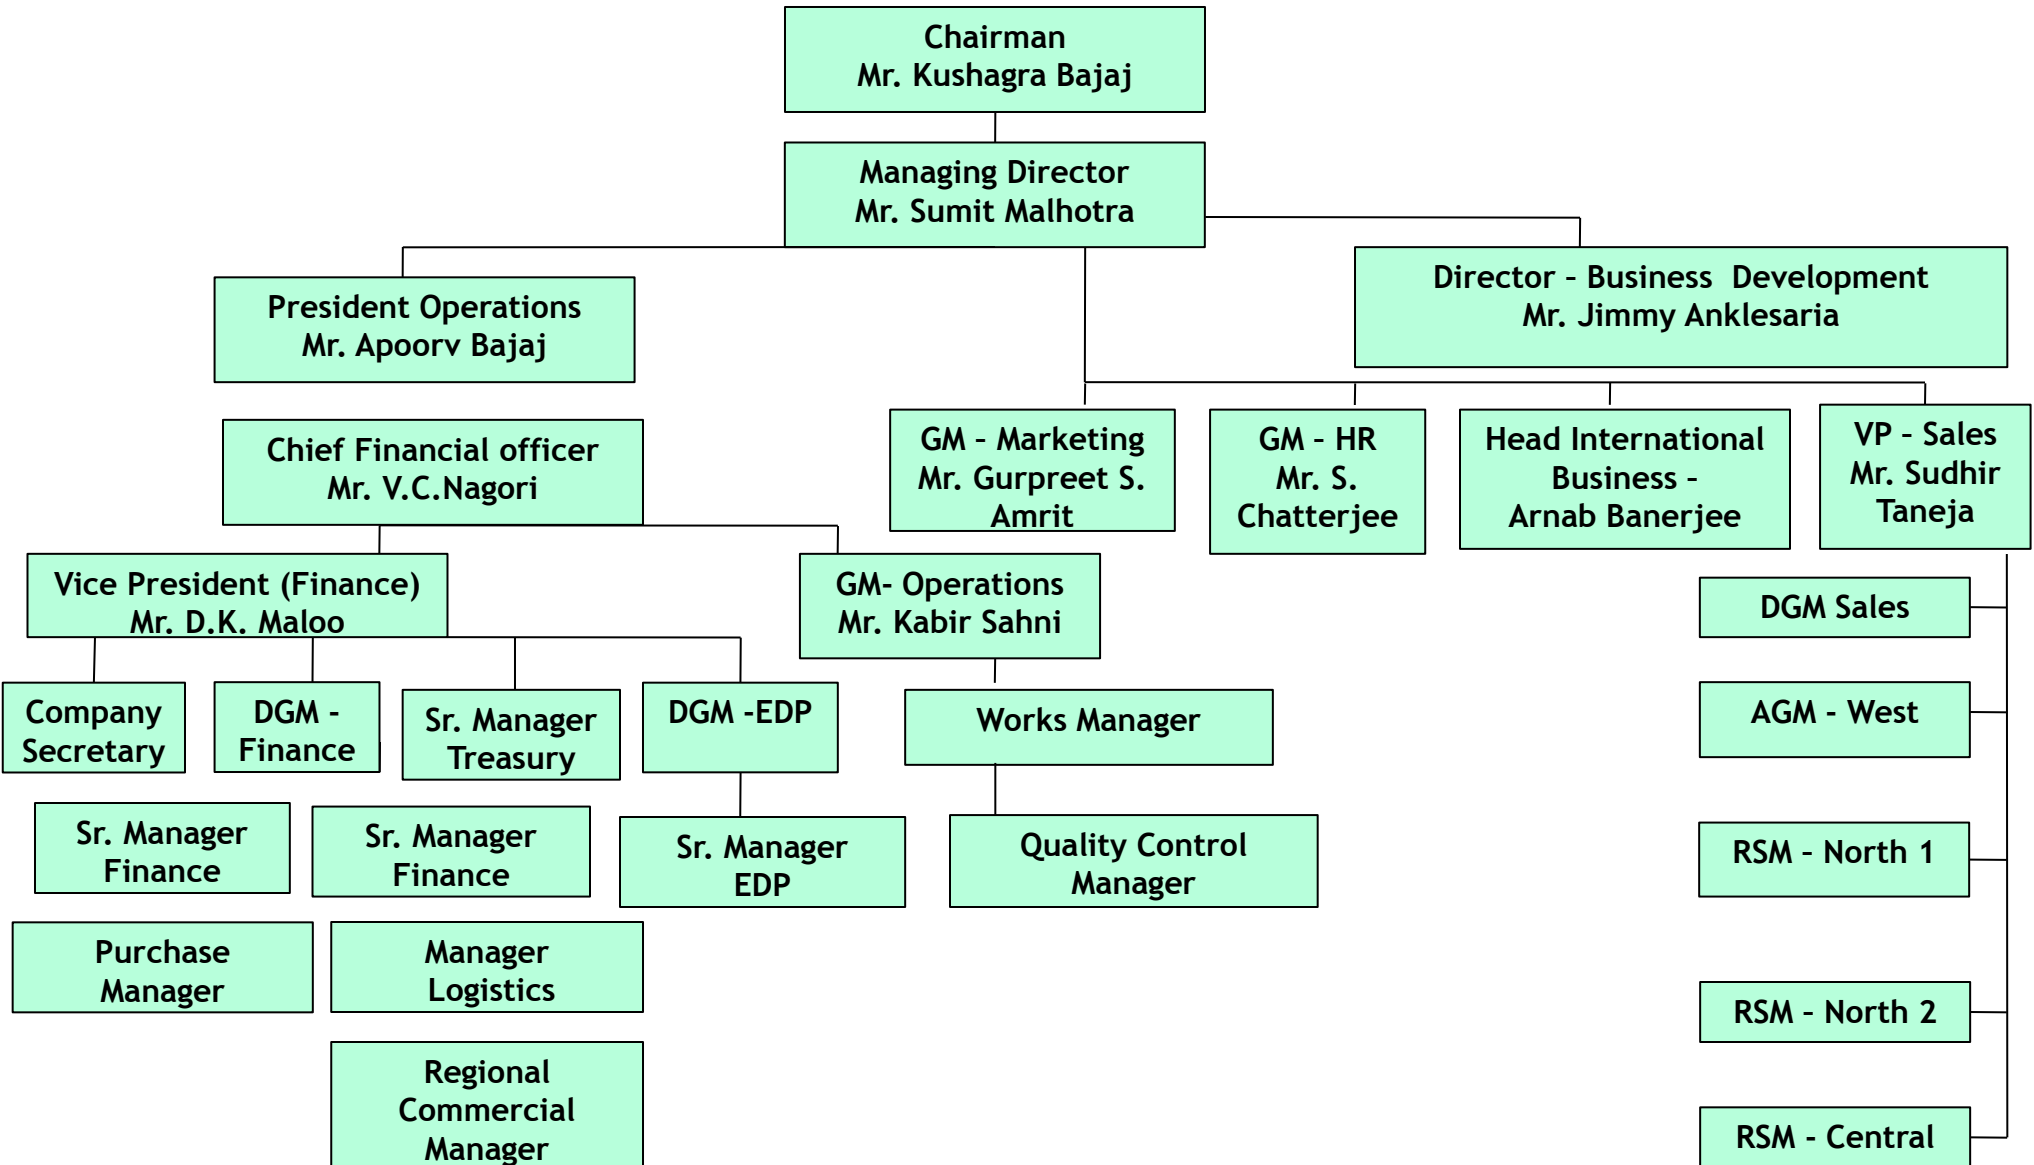 Chairman
Mr. Kushagra Bajaj
Managing Director
Mr. Sumit Malhotra
President Operations
Mr. Apoorv Bajaj
Director – Business  Development
Mr. Jimmy Anklesaria
Chief Financial officer
Mr. V.C.Nagori
GM – Marketing
Mr. Gurpreet S.
Amrit
GM – HR
Mr. S.
Chatterjee
Head International
Business –
Arnab Banerjee
VP – Sales
Mr. Sudhir
Taneja
Vice President (Finance)
Mr. D.K. Maloo
GM- Operations
Mr. Kabir Sahni
DGM Sales
Company
Secretary
DGM -
Finance
Sr. Manager
Treasury
DGM -EDP
Works Manager
AGM - West
Sr. Manager
Finance
Sr. Manager
Finance
Sr. Manager
EDP
Quality Control
Manager
RSM – North 1
Purchase
Manager
Manager
Logistics
RSM – North 2
Regional
Commercial
Manager
RSM - Central